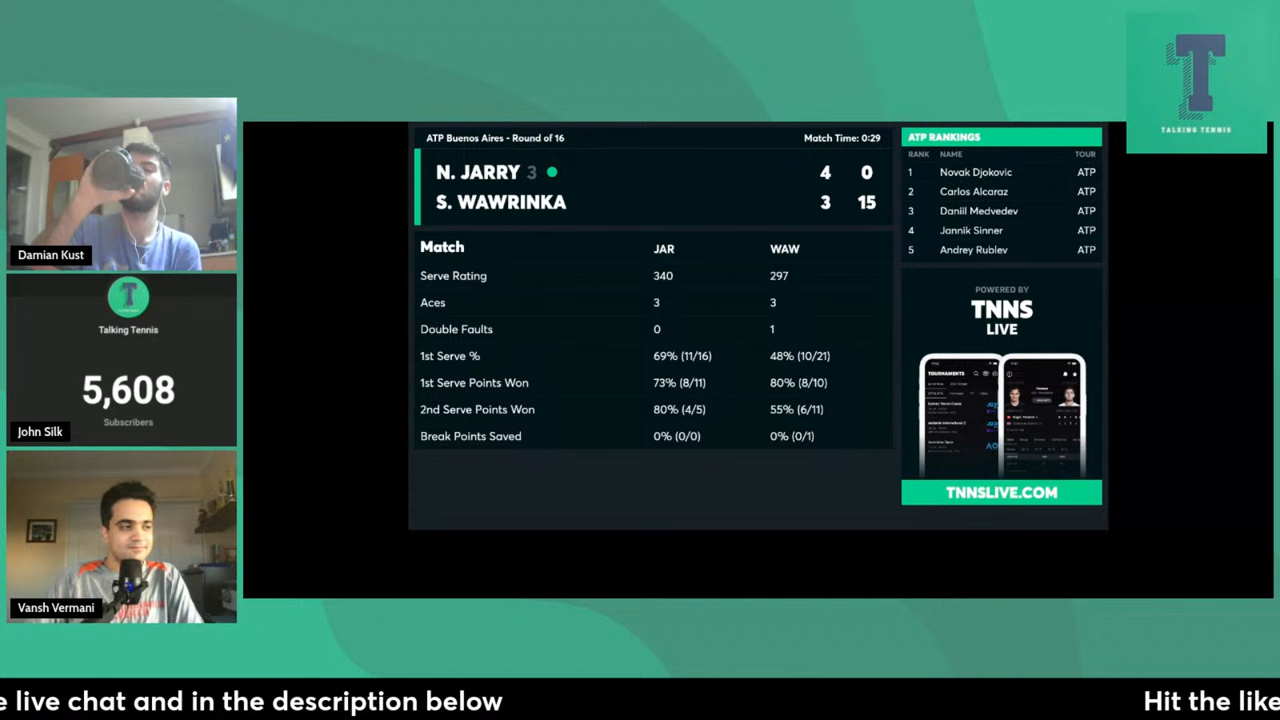 T
TALKING TENNIS
Damian Kust
T
Talking Tennis
5,608
Subscribers
John Silk
Vansh Vermani
ATP Buenos Aires - Round of 16 Match Time: 0:29
N. JARRY 3 4 0
S. WAWRINKA 3 15
Match JAR WAW
Serve Rating 340 297
Aces 3 3
Double Faults 0 1
1st Serve % 69% (11/16) 48% (10/21)
1st Serve Points Won 73% (8/11) 80% (8/10)
2nd Serve Points Won 80% (4/5) 55% (6/11)
Break Points Saved 0% (0/0) 0% (0/1)
ATP RANKINGS
RANK NAME TOUR
1 Novak Djokovic ATP
2 Carlos Alcaraz ATP
3 Daniil Medvedev ATP
4 Jannik Sinner ATP
5 Andrey Rublev ATP
POWERED BY
TNNS
LIVE
TOURNAMENTS
TNNSLIVE.COM
e live chat and in the description below Hit the like